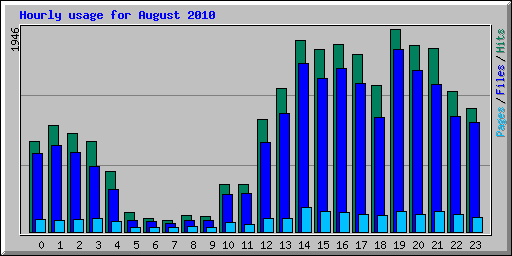 Hourly usage for August 2010
1946
Pages/Files/Hits
0 1 2 3 4 5 6 7 8 9 10 11 12 13 14 15 16 17 18 19 20 21 22 23